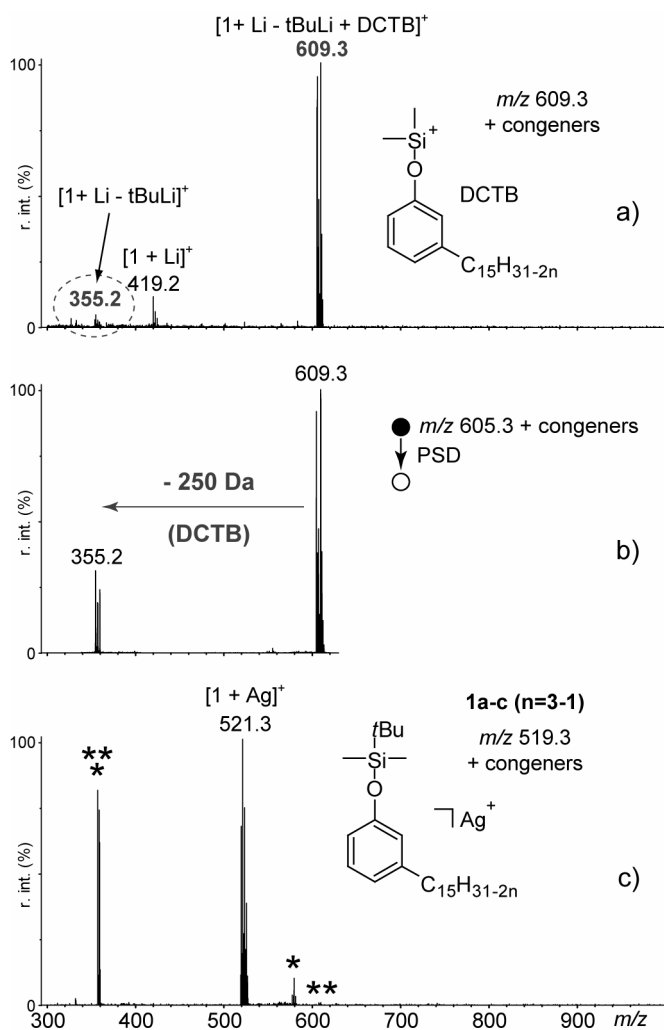 [1+ Li - tBuLi + DCTB]⁺
609.3
100
m/z 609.3
+ congeners
Si⁺
O
DCTB
C₁₅H₃₁₋₂ₙ
[1+ Li - tBuLi]⁺
[1 + Li]⁺
419.2
355.2
r. int. (%)
a)
0
609.3
100
m/z 605.3 + congeners
PSD
- 250 Da
(DCTB)
355.2
r. int. (%)
b)
0
[1 + Ag]⁺
521.3
1a-c (n=3-1)
m/z 519.3
+ congeners
100
**
*
tBu
Si
O
Ag⁺
C₁₅H₃₁₋₂ₙ
r. int. (%)
c)
*
**
0
300 400 500 600 700 800 900 m/z